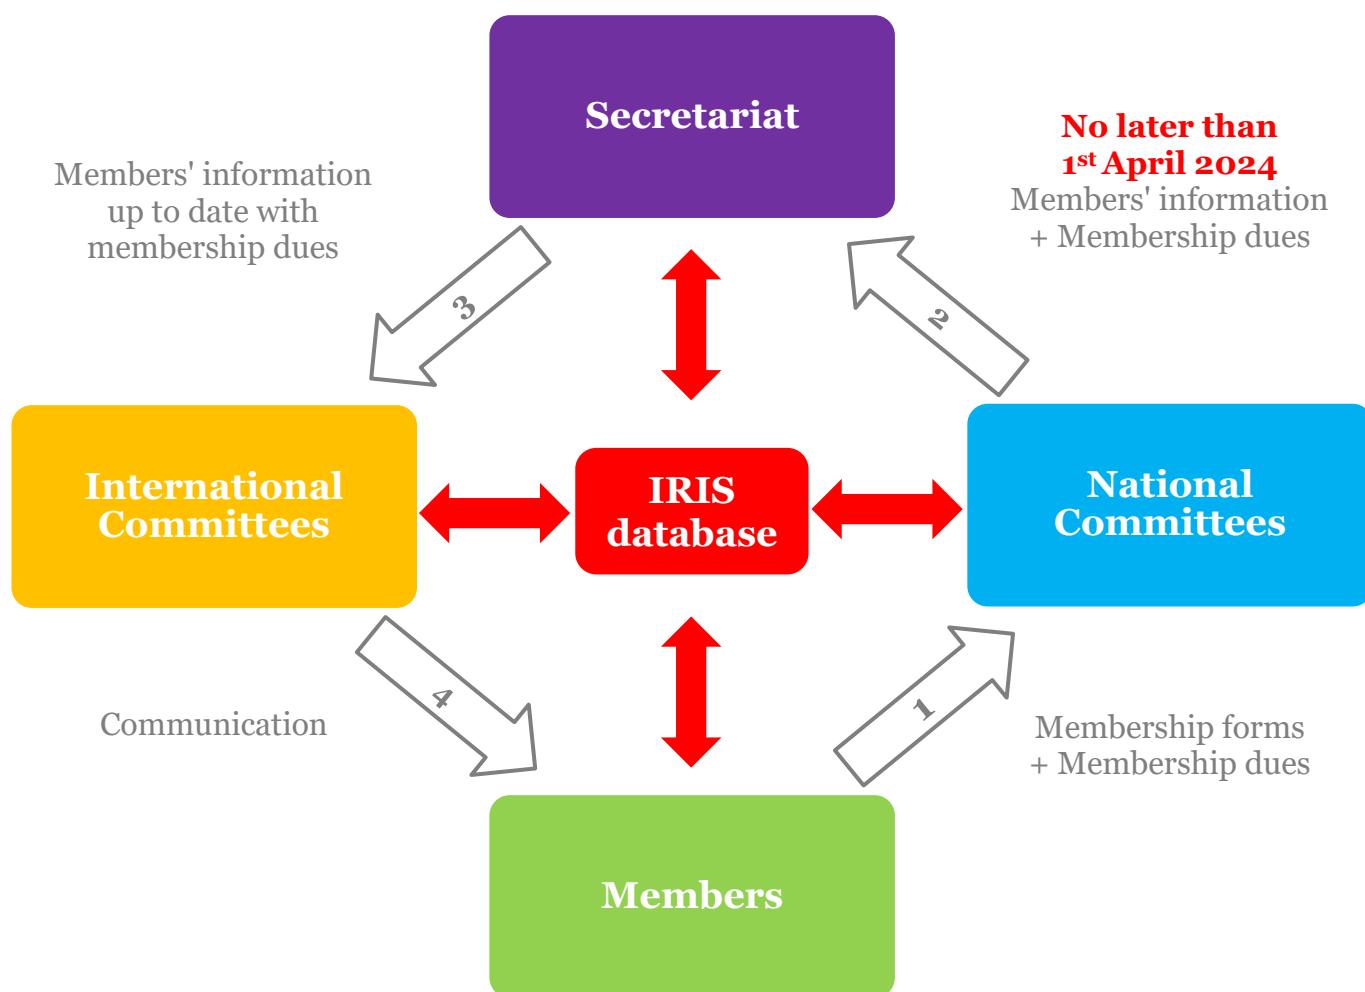 Secretariat
No later than
1st April 2024
Members' information
+ Membership dues
Members' information
up to date with
membership dues
3
2
International
Committees
IRIS
database
National
Committees
4
1
Communication
Membership forms
+ Membership dues
Members